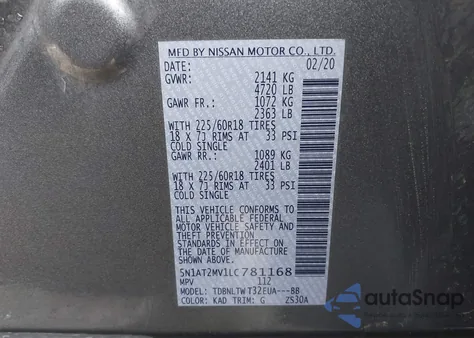 MFD BY NISSAN MOTOR CO., LTD.
DATE: 02/20
GVWR: 2141 KG
4720 LB
GAWR FR.: 1072 KG
2363 LB
WITH 225/60R18 TIRES
18 X 7J RIMS AT 33 PSI
COLD SINGLE
GAWR RR.: 1089 KG
2401 LB
WITH 225/60R18 TIRES
18 X 7J RIMS AT 33 PSI
COLD SINGLE
THIS VEHICLE CONFORMS TO
ALL APPLICABLE FEDERAL
MOTOR VEHICLE SAFETY AND
THEFT PREVENTION
STANDARDS IN EFFECT ON THE
DATE OF MANUFACTURE
SHOWN ABOVE.
5N1AT2MV1LC781168
MPV 112
MODEL: TDBNLTWT32EUA---BB
COLOR: KAD TRIM: G ZS30A
autoSnap